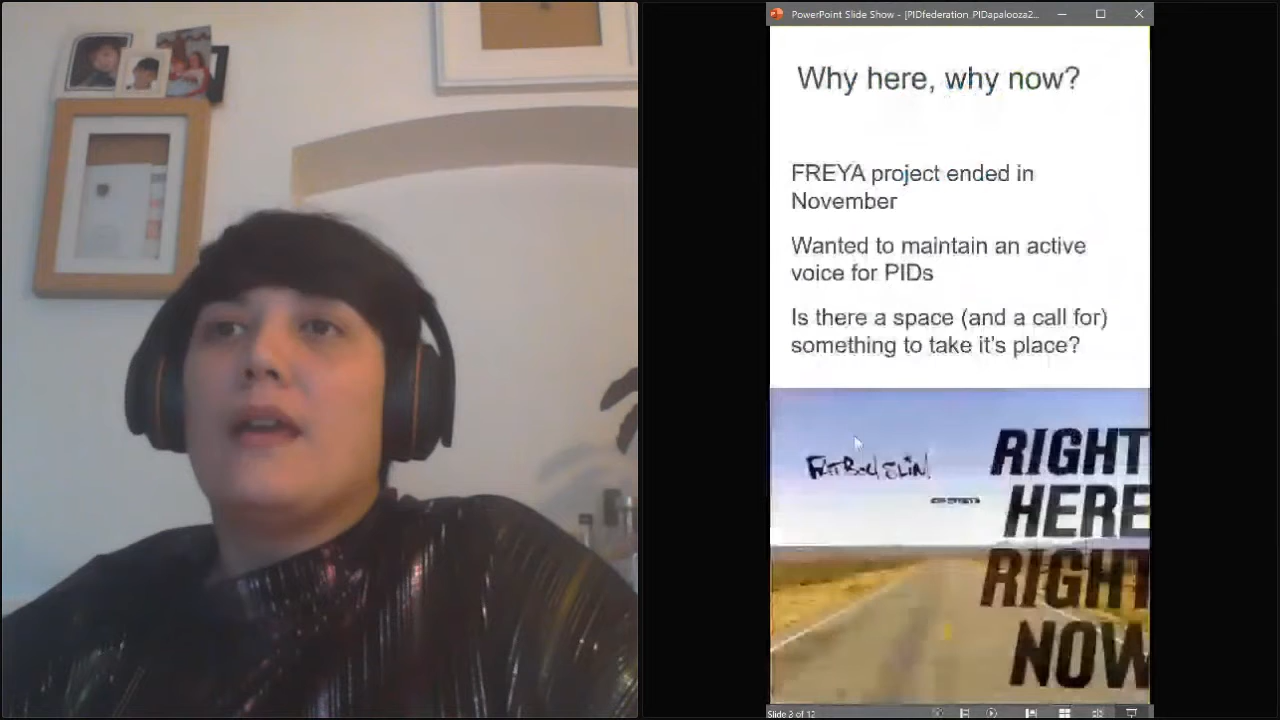 PowerPoint Slide Show - [PIDfederation_PIDapalooza2...
Why here, why now?
FREYA project ended in
November
Wanted to maintain an active
voice for PIDs
Is there a space (and a call for)
something to take it's place?
FATBOY SLIM
RIGHT
HERE
RIGHT
NOW
Slide 3 of 12